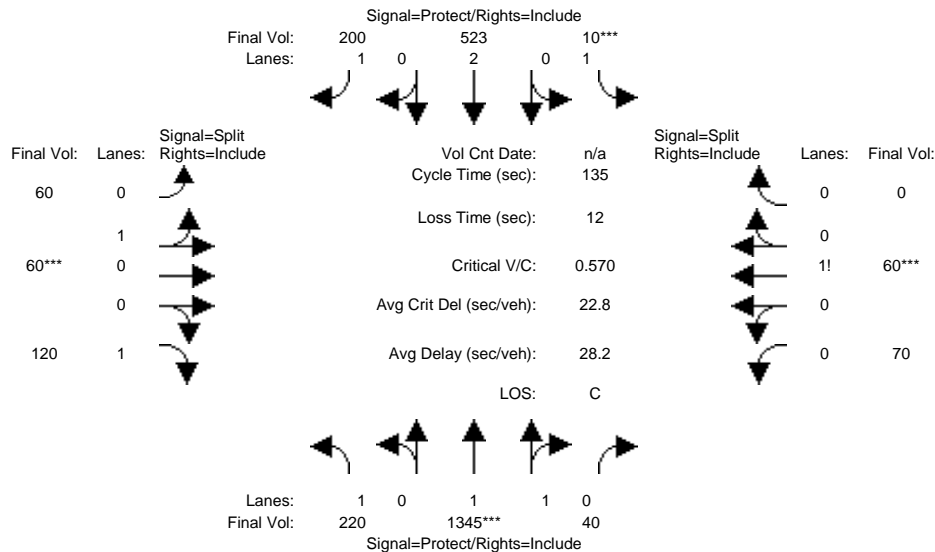 Signal=Protect/Rights=Include
Final Vol: 200 523 10***
Lanes: 1 0 2 0 1
Signal=Split
Final Vol: Lanes: Rights=Include
Vol Cnt Date: n/a
Signal=Split
Rights=Include Lanes: Final Vol:
Cycle Time (sec): 135
60 0
0 0
Loss Time (sec): 12
1
0
60*** 0
Critical V/C: 0.570
1! 60***
0
Avg Crit Del (sec/veh): 22.8
0
120 1
Avg Delay (sec/veh): 28.2
0 70
LOS: C
Lanes: 1 0 1 1 0
Final Vol: 220 1345*** 40
Signal=Protect/Rights=Include